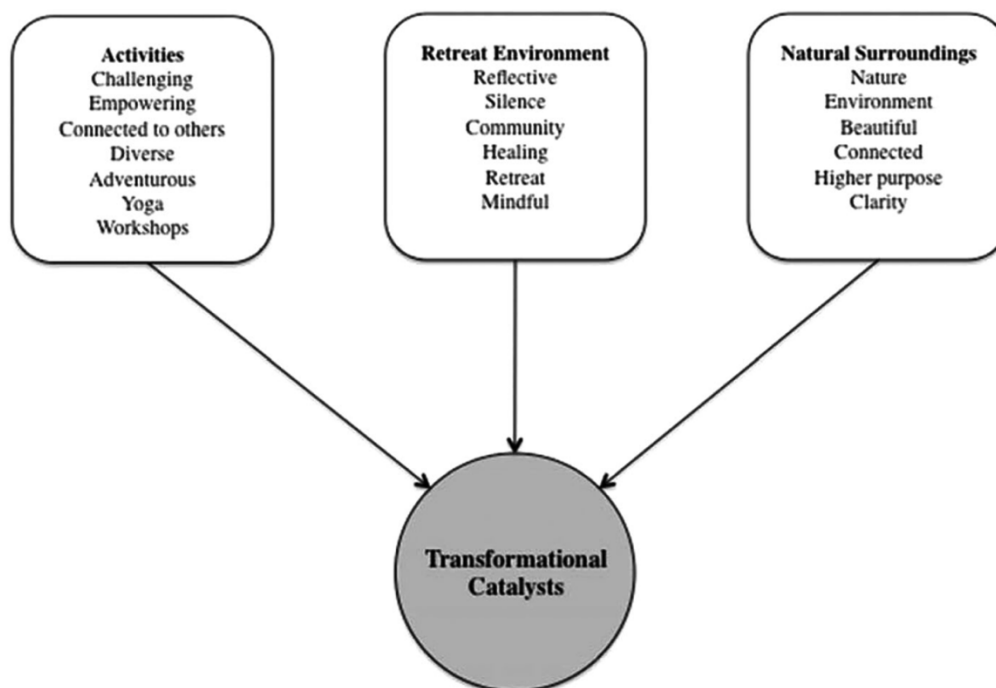 Activities
Challenging
Empowering
Connected to others
Diverse
Adventurous
Yoga
Workshops
Retreat Environment
Reflective
Silence
Community
Healing
Retreat
Mindful
Natural Surroundings
Nature
Environment
Beautiful
Connected
Higher purpose
Clarity
Transformational
Catalysts